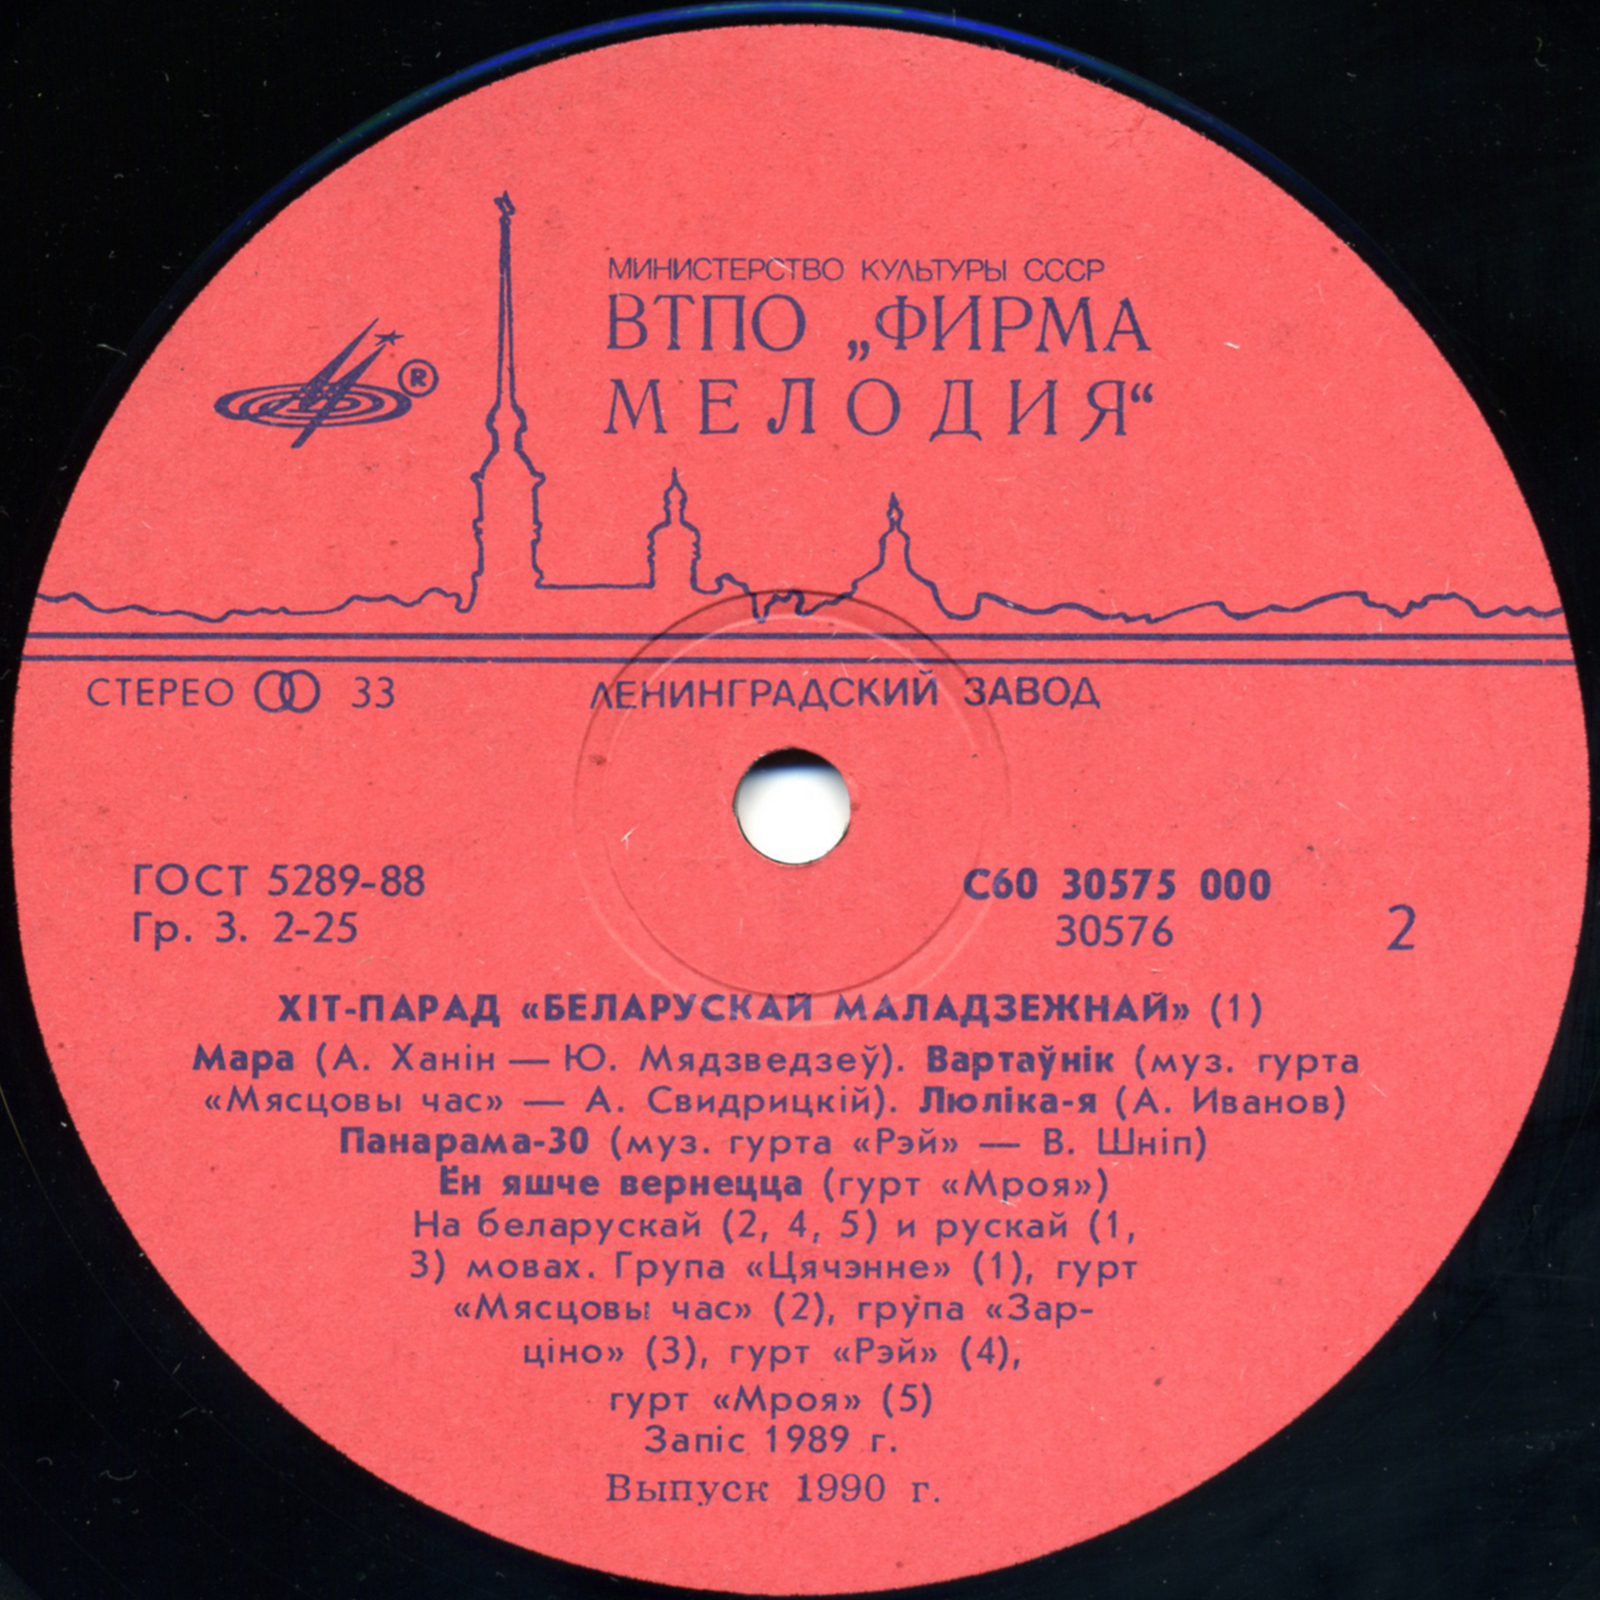 МИНИСТЕРСТВО КУЛЬТУРЫ СССР
ВТПО „ФИРМА
МЕЛОДИЯ“
®
СТЕРЕО 33
ЛЕНИНГРАДСКИЙ ЗАВОД
ГОСТ 5289-88
Гр. 3. 2-25
С60 30575 000
30576
2
ХІТ-ПАРАД «БЕЛАРУСКАЙ МАЛАДЗЕЖНАЙ» (1)
Мара (А. Ханін — Ю. Мядзведзеў). Вартаўнік (муз. гурта
«Мясцовы час» — А. Свидрицкій). Люліка-я (А. Иванов)
Панарама-30 (муз. гурта «Рэй» — В. Шніп)
Ён яшче вернецца (гурт «Мроя»)
На беларускай (2, 4, 5) и рускай (1,
3) мовах. Група «Цячэнне» (1), гурт
«Мясцовы час» (2), група «Зар-
ціно» (3), гурт «Рэй» (4),
гурт «Мроя» (5)
Запіс 1989 г.
Выпуск 1990 г.